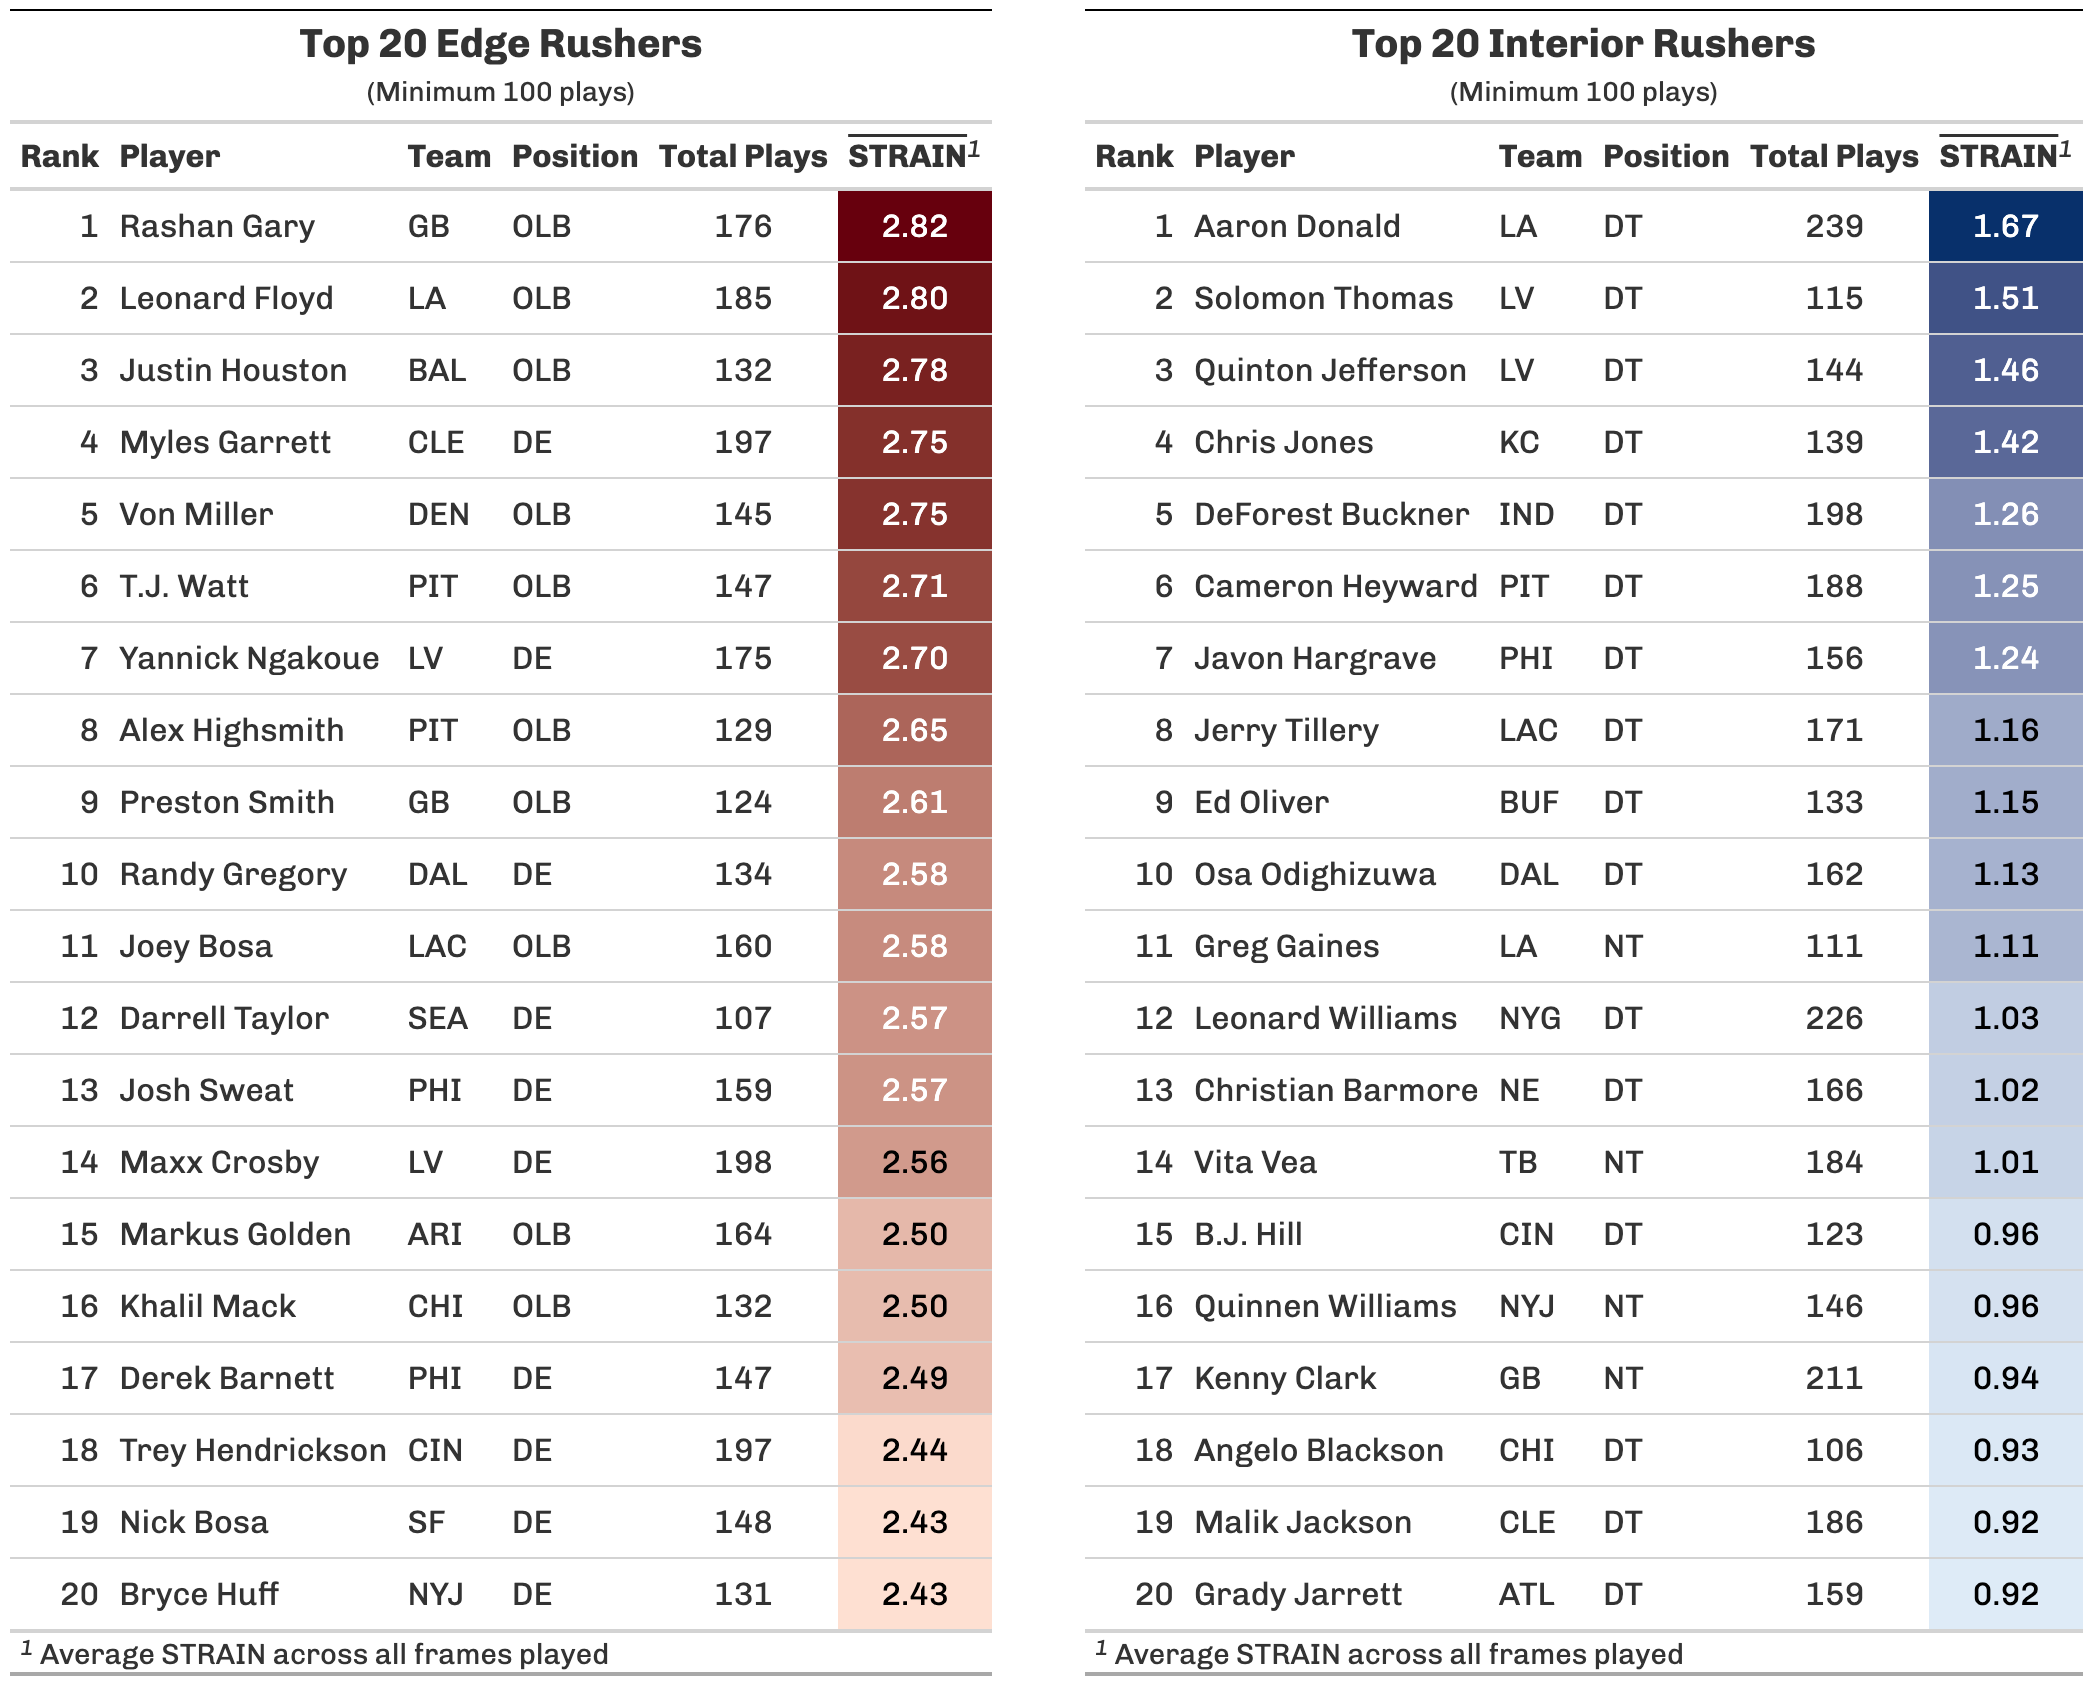 Top 20 Edge Rushers
(Minimum 100 plays)
Rank Player Team Position Total Plays STRAIN1
1 Rashan Gary GB OLB 176 2.82
2 Leonard Floyd LA OLB 185 2.80
3 Justin Houston BAL OLB 132 2.78
4 Myles Garrett CLE DE 197 2.75
5 Von Miller DEN OLB 145 2.75
6 T.J. Watt PIT OLB 147 2.71
7 Yannick Ngakoue LV DE 175 2.70
8 Alex Highsmith PIT OLB 129 2.65
9 Preston Smith GB OLB 124 2.61
10 Randy Gregory DAL DE 134 2.58
11 Joey Bosa LAC OLB 160 2.58
12 Darrell Taylor SEA DE 107 2.57
13 Josh Sweat PHI DE 159 2.57
14 Maxx Crosby LV DE 198 2.56
15 Markus Golden ARI OLB 164 2.50
16 Khalil Mack CHI OLB 132 2.50
17 Derek Barnett PHI DE 147 2.49
18 Trey Hendrickson CIN DE 197 2.44
19 Nick Bosa SF DE 148 2.43
20 Bryce Huff NYJ DE 131 2.43
1 Average STRAIN across all frames played
Top 20 Interior Rushers
(Minimum 100 plays)
Rank Player Team Position Total Plays STRAIN1
1 Aaron Donald LA DT 239 1.67
2 Solomon Thomas LV DT 115 1.51
3 Quinton Jefferson LV DT 144 1.46
4 Chris Jones KC DT 139 1.42
5 DeForest Buckner IND DT 198 1.26
6 Cameron Heyward PIT DT 188 1.25
7 Javon Hargrave PHI DT 156 1.24
8 Jerry Tillery LAC DT 171 1.16
9 Ed Oliver BUF DT 133 1.15
10 Osa Odighizuwa DAL DT 162 1.13
11 Greg Gaines LA NT 111 1.11
12 Leonard Williams NYG DT 226 1.03
13 Christian Barmore NE DT 166 1.02
14 Vita Vea TB NT 184 1.01
15 B.J. Hill CIN DT 123 0.96
16 Quinnen Williams NYJ NT 146 0.96
17 Kenny Clark GB NT 211 0.94
18 Angelo Blackson CHI DT 106 0.93
19 Malik Jackson CLE DT 186 0.92
20 Grady Jarrett ATL DT 159 0.92
1 Average STRAIN across all frames played